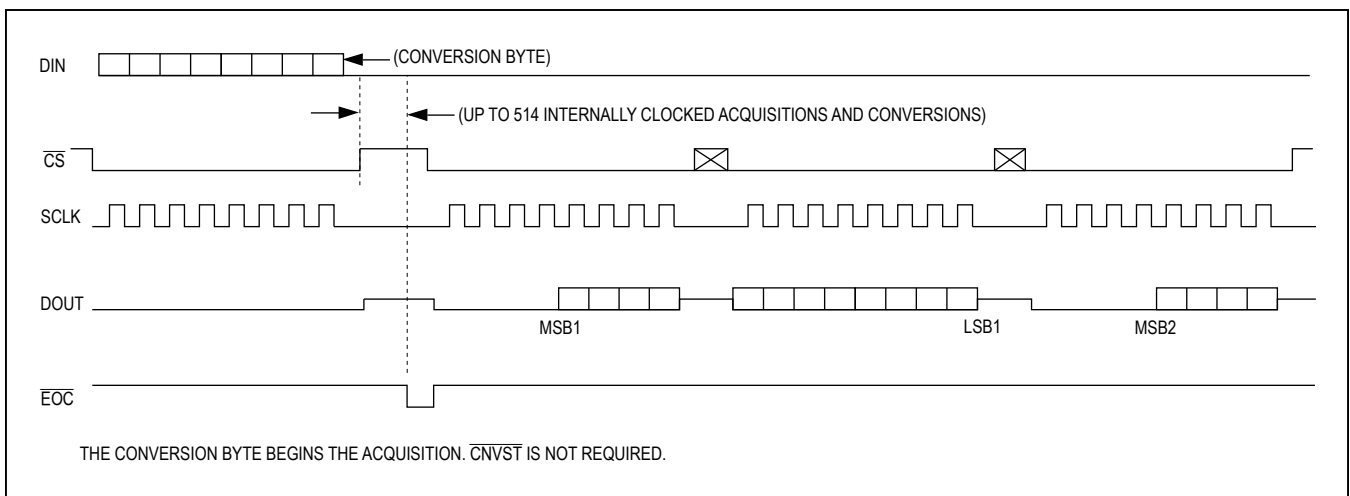 DIN
(CONVERSION BYTE)
(UP TO 514 INTERNALLY CLOCKED ACQUISITIONS AND CONVERSIONS)
CS
SCLK
DOUT
MSB1
LSB1
MSB2
EOC
THE CONVERSION BYTE BEGINS THE ACQUISITION. CNVST IS NOT REQUIRED.